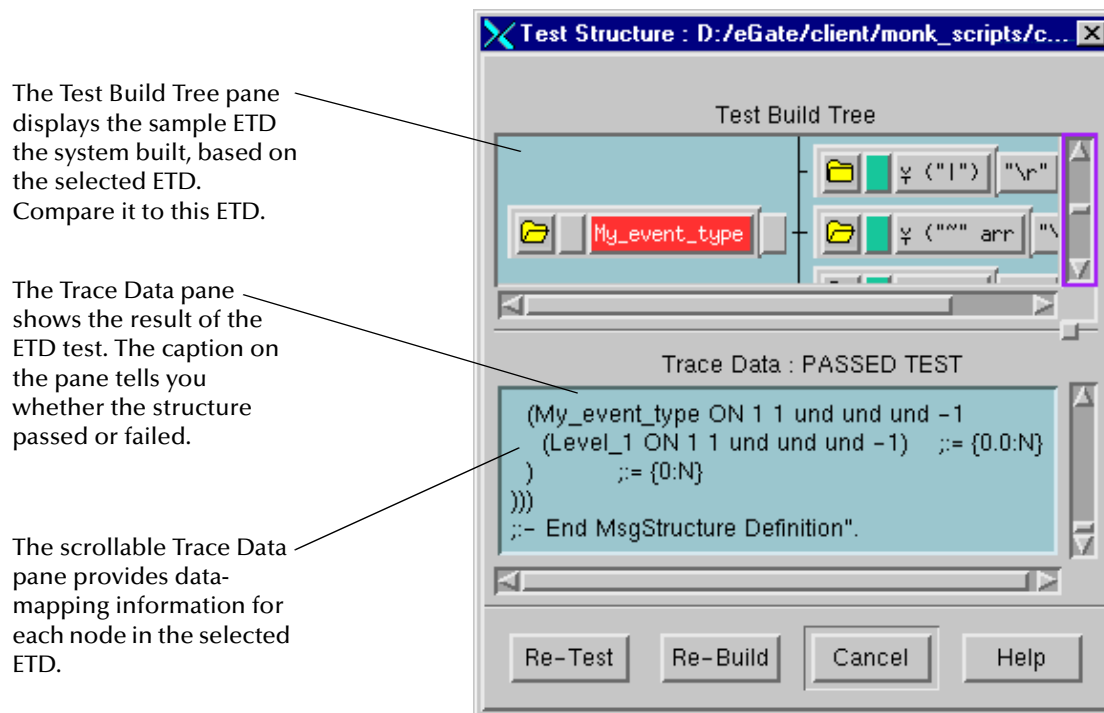 Test Structure : D:/eGate/client/monk_scripts/c...
The Test Build Tree pane
displays the sample ETD
the system built, based on
the selected ETD.
Compare it to this ETD.
Test Build Tree
("|") "\r"
My_event_type
("~" arr "\
The Trace Data pane
shows the result of the
ETD test. The caption on
the pane tells you
whether the structure
passed or failed.
Trace Data : PASSED TEST
(My_event_type ON 1 1 und und und -1
(Level_1 ON 1 1 und und und -1) ;:= {0.0:N}
) ;:= {0:N}
)))
;:- End MsgStructure Definition".
The scrollable Trace Data
pane provides data-
mapping information for
each node in the selected
ETD.
Re-Test Re-Build Cancel Help